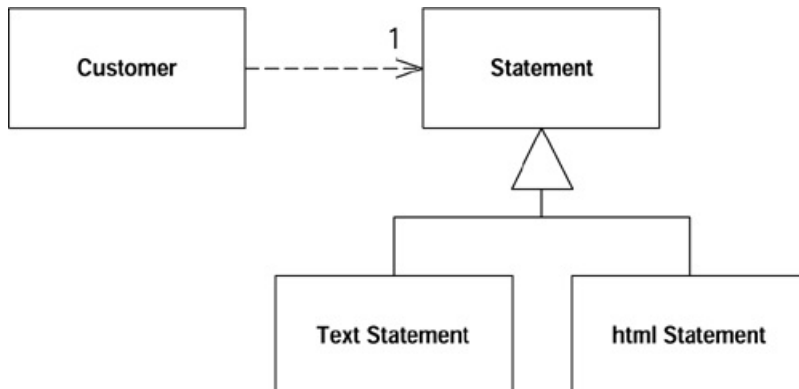 1
Customer
Statement
Text Statement
html Statement